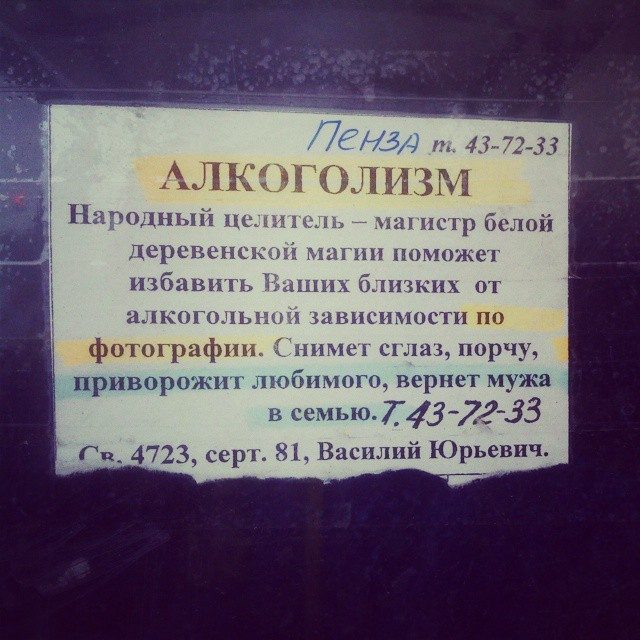 Пенза т. 43-72-33
АЛКОГОЛИЗМ
Народный целитель – магистр белой
деревенской магии поможет
избавить Ваших близких от
алкогольной зависимости по
фотографии. Снимет сглаз, порчу,
приворожит любимого, вернет мужа
в семью. Т. 43-72-33
Св. 4723, серт. 81, Василий Юрьевич.